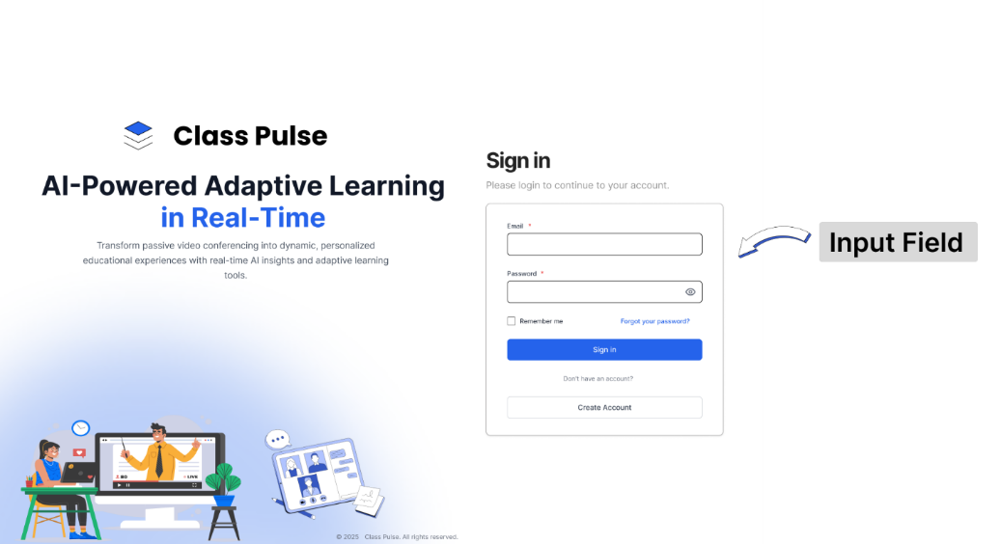 Class Pulse
AI-Powered Adaptive Learning
in Real-Time
Transform passive video conferencing into dynamic, personalized
educational experiences with real-time AI insights and adaptive learning
tools.
80
LIVE
© 2025 Class Pulse. All rights reserved.
Sign in
Please login to continue to your account.
Email *
Password *
Remember me
Forgot your password?
Sign in
Don't have an account?
Create Account
Input Field